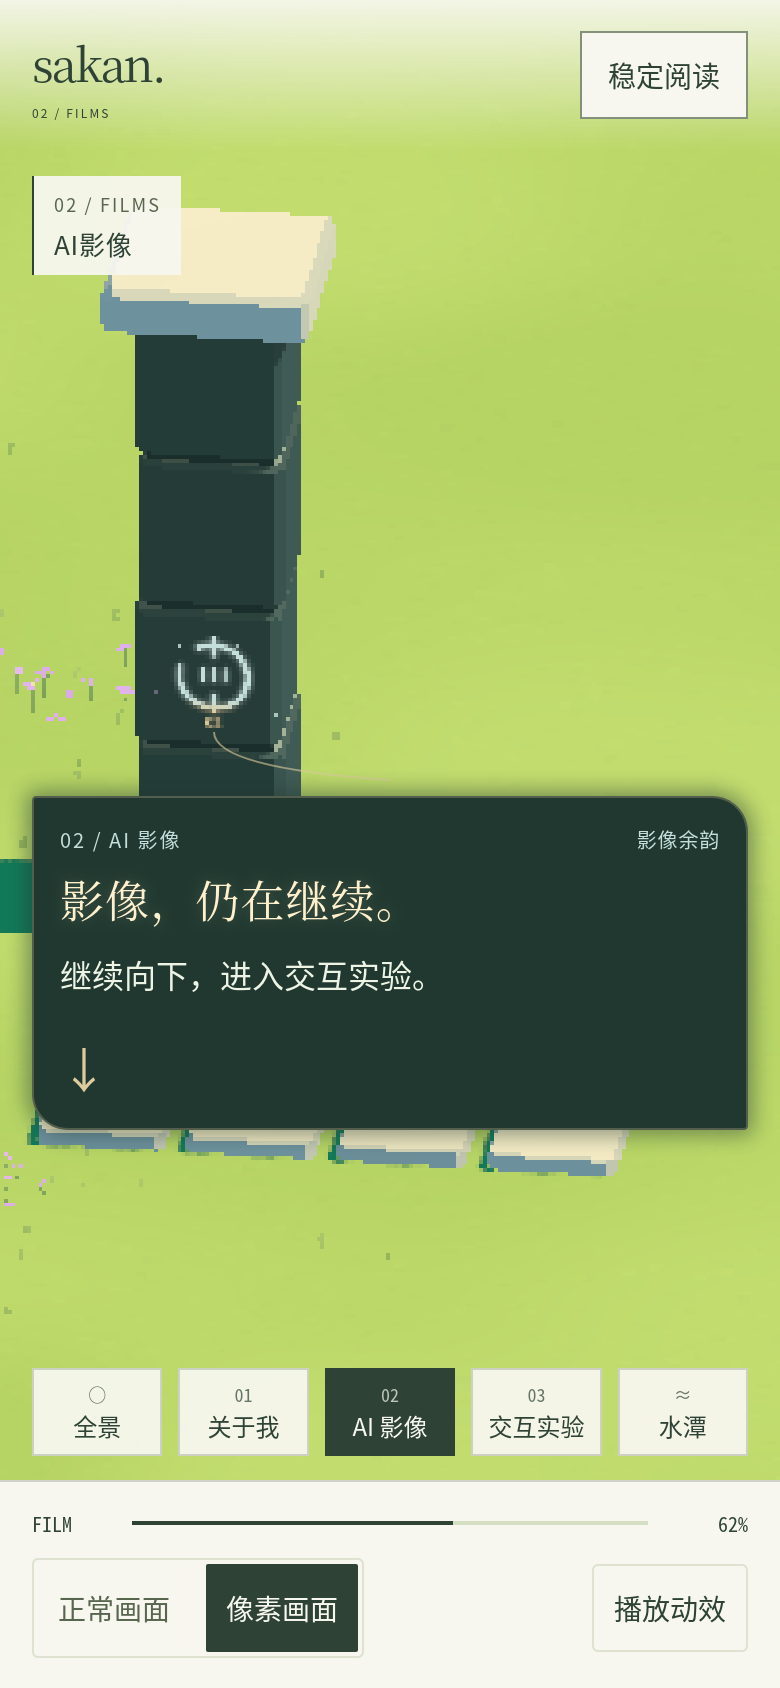 sakan.
稳定阅读
02 / FILMS
02 / FILMS
AI影像
02 / AI 影像
影像余韵
影像，仍在继续。
继续向下，进入交互实验。
↓
全景
01
关于我
02
AI 影像
03
交互实验
≈
水潭
FILM
62%
正常画面
像素画面
播放动效